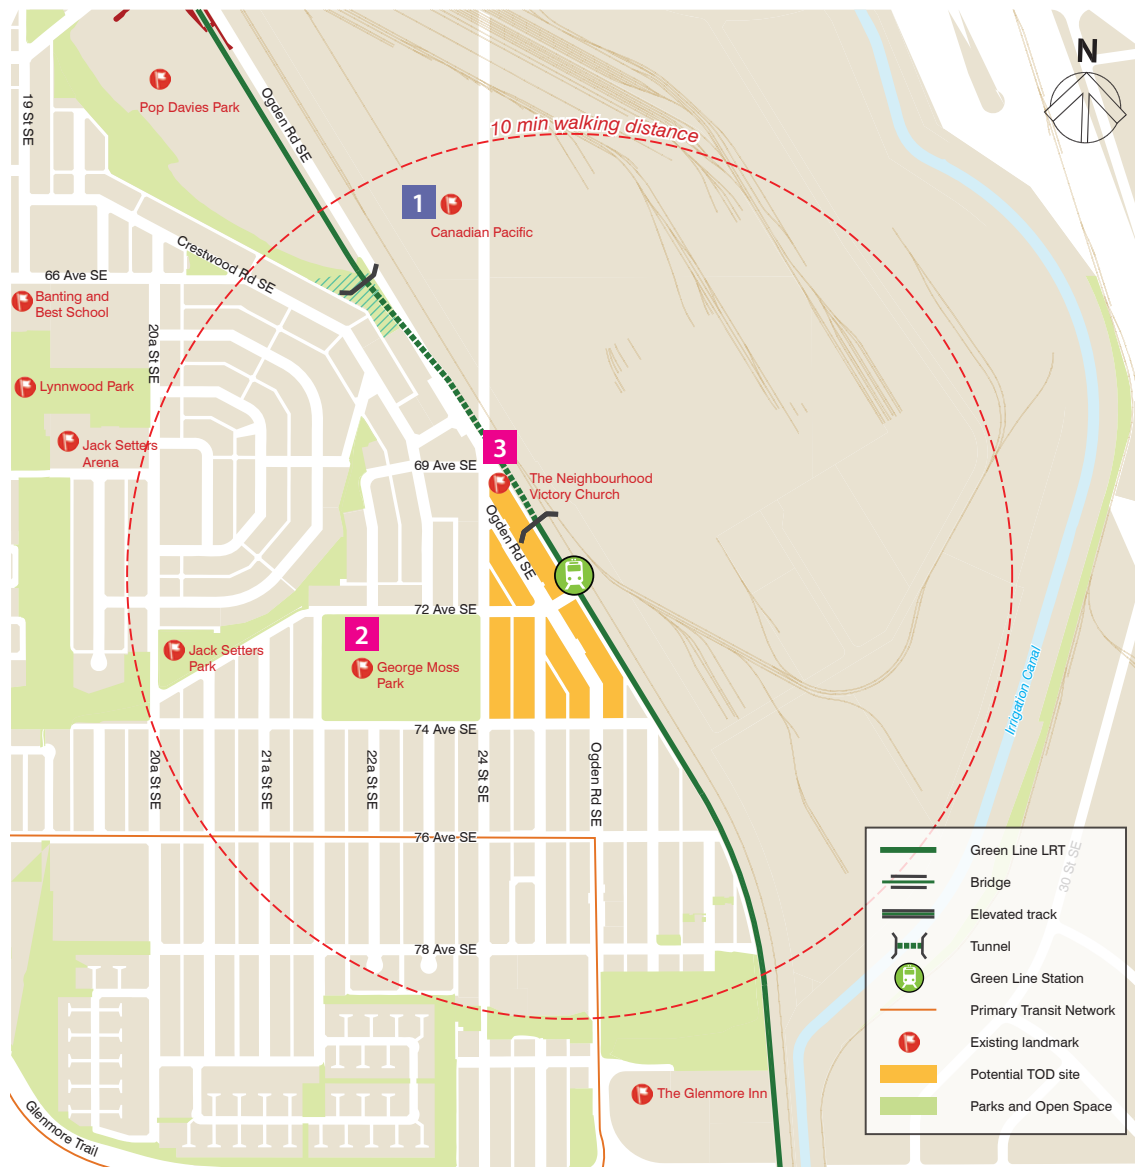 N
19 St SE
Pop Davies Park
Ogden Rd SE
10 min walking distance
1
Canadian Pacific
Crestwood Rd SE
66 Ave SE
Banting and
Best School
20a St SE
Lynnwood Park
Jack Setters
Arena
3
69 Ave SE
The Neighbourhood
Victory Church
Ogden Rd SE
72 Ave SE
2
Jack Setters
Park
George Moss
Park
Irrigation Canal
74 Ave SE
20a St SE
21a St SE
22a St SE
24 St SE
Ogden Rd SE
76 Ave SE
30 St SE
78 Ave SE
The Glenmore Inn
Glenmore Trail
Green Line LRT
Bridge
Elevated track
Tunnel
Green Line Station
Primary Transit Network
Existing landmark
Potential TOD site
Parks and Open Space